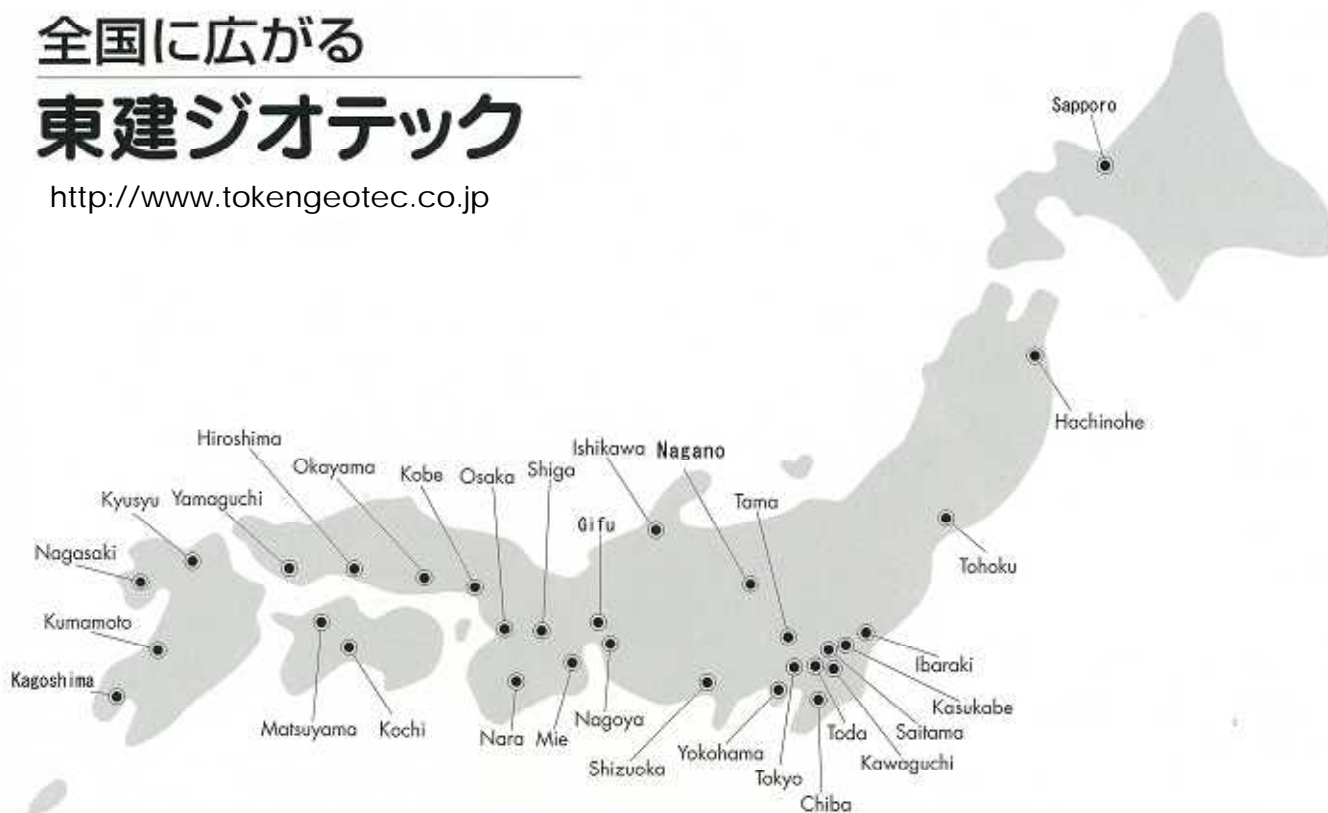 全国に広がる
東建ジオテック
http://www.tokengeotec.co.jp
Sapporo
Hachinohe
Hiroshima
Okayama
Kobe
Osaka
Shiga
Ishikawa
Nagano
Kyusyu
Yamaguchi
Gifu
Tama
Nagasaki
Tohoku
Kumamoto
Ibaraki
Kagoshima
Kasukabe
Matsuyama
Kochi
Nara
Mie
Nagoya
Toda
Saitama
Shizuoka
Yokohama
Kawaguchi
Tokyo
Chiba